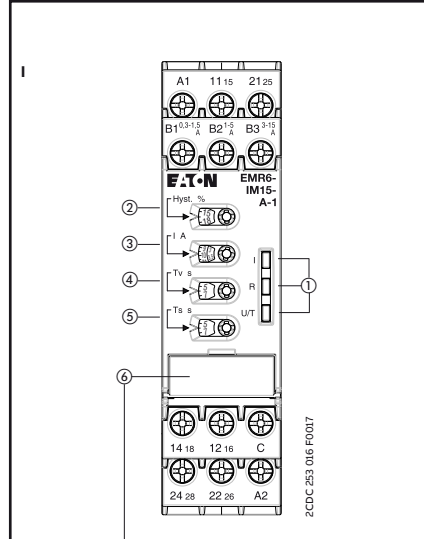 I
A1 11 15 21 25
B1 0,3-1,5 A B2 1-5 A B3 3-15 A
EATON EMR6-
IM15-
A-1
② Hyst. %
③ I A
④ Tv s
⑤ Ts s
I
R ①
U/T
⑥
14 18 12 16 C
24 28 22 26 A2
2CDC 253 016 F0017